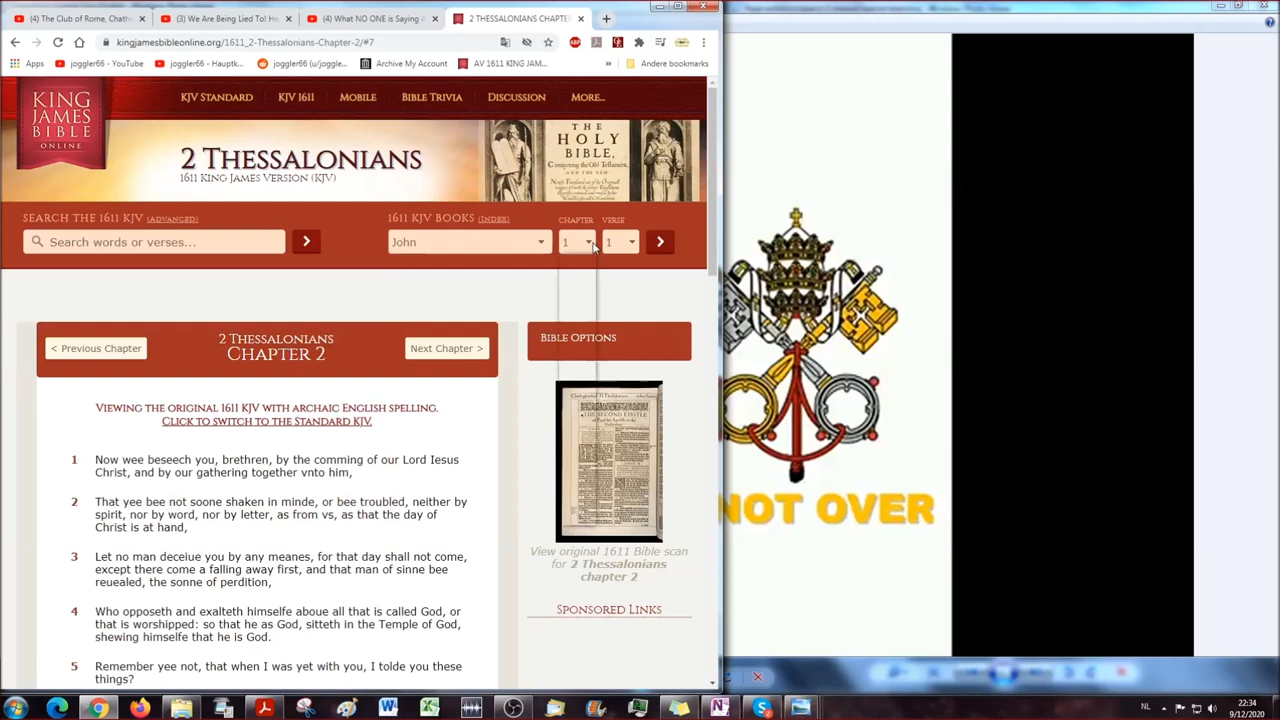 (4) The Club of Rome, Chath
(3) We Are Being Lied To! He
(4) What NO ONE is Saying A
2 THESSALONIANS CHAPTER
kingjamesbibleonline.org/1611_2-Thessalonians-Chapter-2/#7
Apps
joggler66 - YouTube
joggler66 - Hauptk...
joggler66 (u/joggle...
Archive My Account
AV 1611 KING JAM...
»
Andere bookmarks
KING
JAMES
BIBLE
ONLINE
KJV STANDARD
KJV 1611
MOBILE
BIBLE TRIVIA
DISCUSSION
MORE...
2 THESSALONIANS
1611 KING JAMES VERSION (KJV)
THE
HOLY
BIBLE,
SEARCH THE 1611 KJV (ADVANCED)
1611 KJV BOOKS (INDEX)
CHAPTER
VERSE
Search words or verses...
John
1
1
< Previous Chapter
2 THESSALONIANS
CHAPTER 2
Next Chapter >
BIBLE OPTIONS
VIEWING THE ORIGINAL 1611 KJV WITH ARCHAIC ENGLISH SPELLING.
CLICK TO SWITCH TO THE STANDARD KJV.
1 Now wee beseech you, brethren, by the comming of our Lord Iesus
Christ, and by our gathering together vnto him,
2 That yee bee not soone shaken in minde, or bee troubled, neither by
spirit, nor by word, nor by letter, as from vs, as that the day of
Christ is at hand,
3 Let no man deceiue you by any meanes, for that day shall not come,
except there come a falling away first, and that man of sinne bee
reuealed, the sonne of perdition,
4 Who opposeth and exalteth himselfe aboue all that is called God, or
that is worshipped: so that he as God, sitteth in the Temple of God,
shewing himselfe that he is God.
5 Remember yee not, that when I was yet with you, I tolde you these
things?
View original 1611 Bible scan
for 2 Thessalonians
chapter 2
SPONSORED LINKS
NOT OVER
NL
22:34
9/12/2020